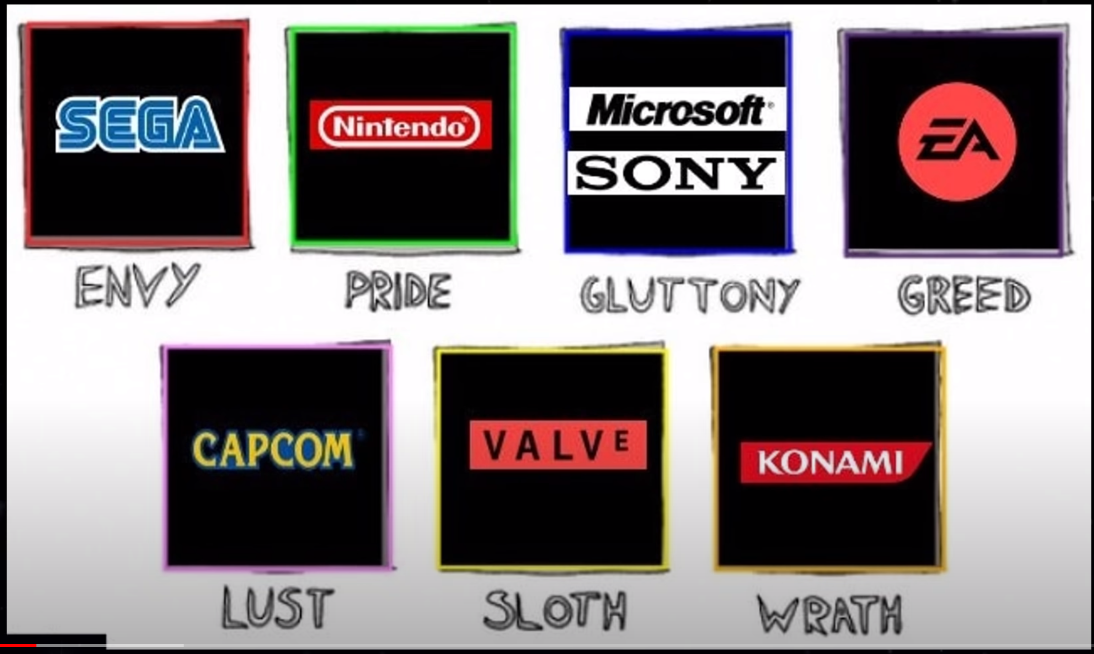 SEGA
ENVY
Nintendo®
PRIDE
Microsoft®
SONY
GLUTTONY
EA
GREED
CAPCOM®
LUST
VALVE
SLOTH
KONAMI
WRATH